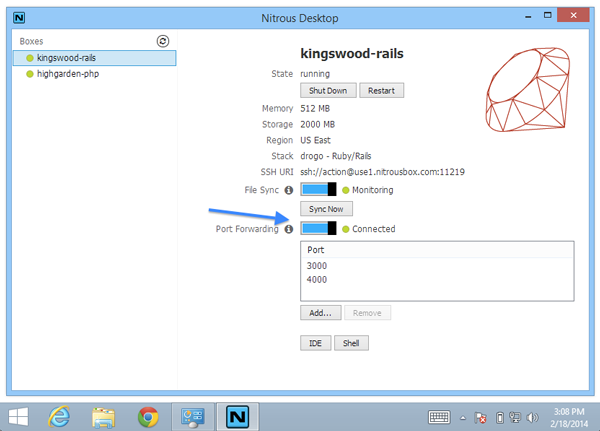 N
Nitrous Desktop
Boxes
kingswood-rails
highgarden-php
kingswood-rails
State running
Shut Down Restart
Memory 512 MB
Storage 2000 MB
Region US East
Stack drogo - Ruby/Rails
SSH URI ssh://action@use1.nitrousbox.com:11219
File Sync Monitoring
Sync Now
Port Forwarding Connected
Port
3000
4000
Add... Remove
IDE Shell
N
3:08 PM
2/18/2014